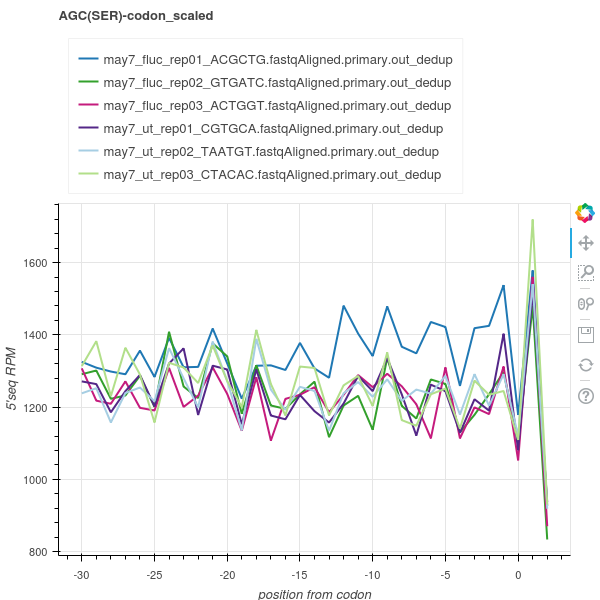 AGC(SER)-codon_scaled
may7_fluc_rep01_ACGCTG.fastqAligned.primary.out_dedup
may7_fluc_rep02_GTGATC.fastqAligned.primary.out_dedup
may7_fluc_rep03_ACTGGT.fastqAligned.primary.out_dedup
may7_ut_rep01_CGTGCA.fastqAligned.primary.out_dedup
may7_ut_rep02_TAATGT.fastqAligned.primary.out_dedup
may7_ut_rep03_CTACAC.fastqAligned.primary.out_dedup
1600
1400
1200
1000
800
5'seq RPM
-30 -25 -20 -15 -10 -5 0
position from codon